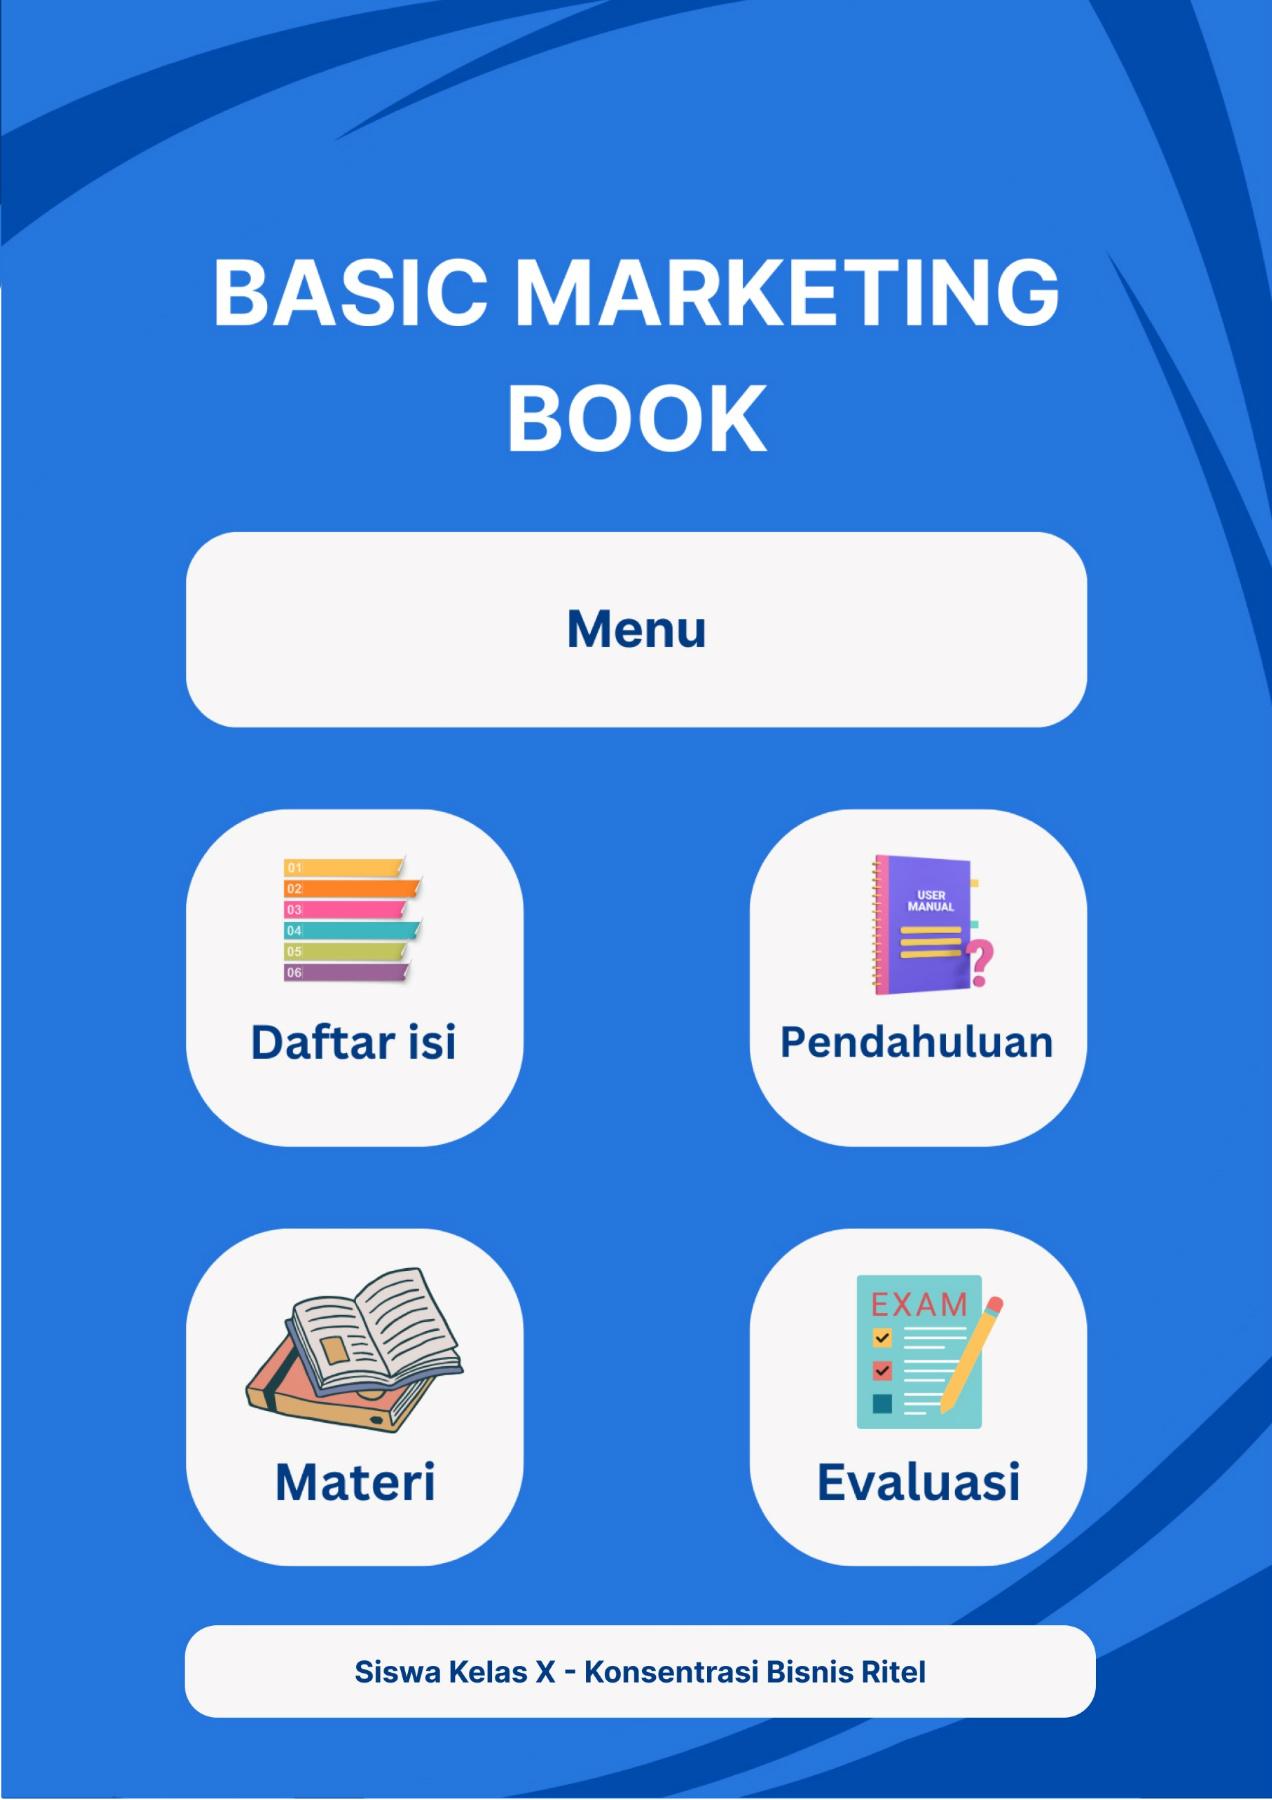 BASIC MARKETING
BOOK
Menu
01
02
03
04
05
06
Daftar isi
USER
MANUAL
?
Pendahuluan
Materi
EXAM
Evaluasi
Siswa Kelas X - Konsentrasi Bisnis Ritel